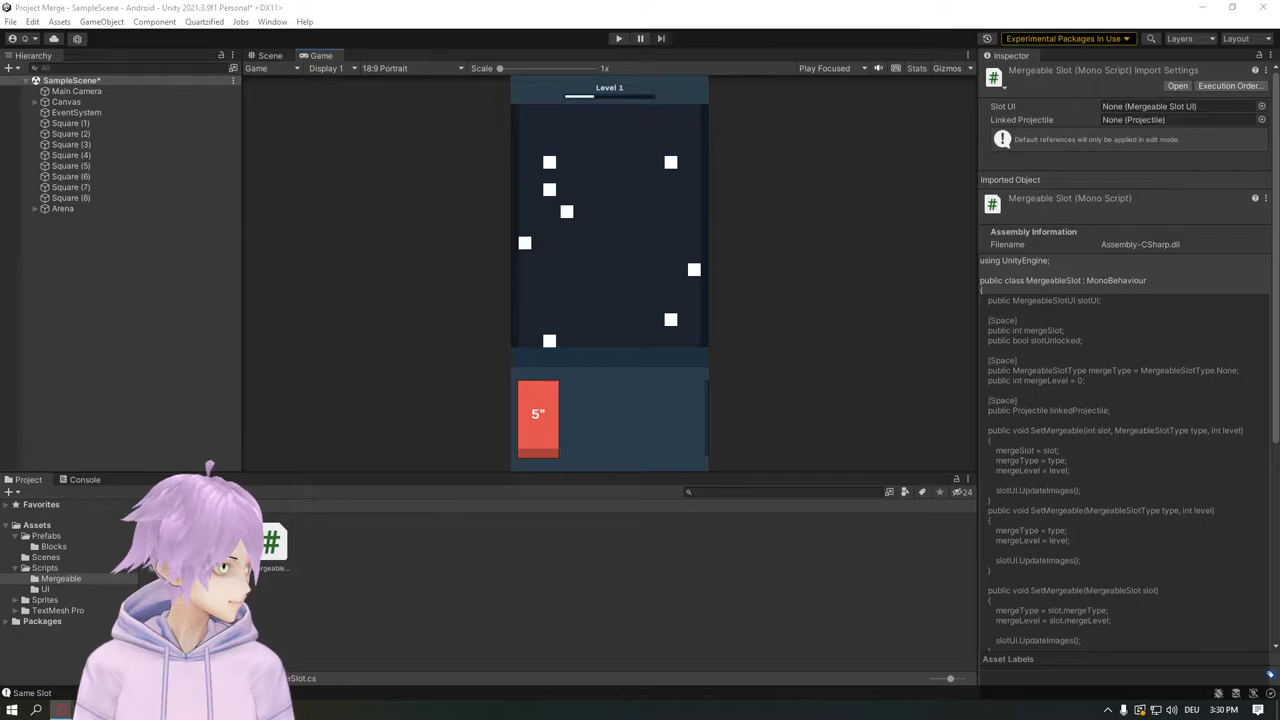 Project Merge - SampleScene - Android - Unity 2021.3.9f1 Personal* <DX11>
File Edit Assets GameObject Component Quartzified Jobs Window Help
Q
Experimental Packages In Use
Layers
Layout
Hierarchy
All
SampleScene*
Main Camera
Canvas
EventSystem
Square (1)
Square (2)
Square (3)
Square (4)
Square (5)
Square (6)
Square (7)
Square (8)
Arena
Scene Game
Game Display 1 18:9 Portrait Scale 1x Play Focused Stats Gizmos
Level 1
5"
Inspector
Mergeable Slot (Mono Script) Import Settings
Open Execution Order...
Slot UI None (Mergeable Slot UI)
Linked Projectile None (Projectile)
Default references will only be applied in edit mode.
Imported Object
Mergeable Slot (Mono Script)
Assembly Information
Filename Assembly-CSharp.dll
using UnityEngine;
public class MergeableSlot : MonoBehaviour
{
public MergeableSlotUI slotUI;
[Space]
public int mergeSlot;
public bool slotUnlocked;
[Space]
public MergeableSlotType mergeType = MergeableSlotType.None;
public int mergeLevel = 0;
[Space]
public Projectile linkedProjectile;
public void SetMergeable(int slot, MergeableSlotType type, int level)
{
mergeSlot = slot;
mergeType = type;
mergeLevel = level;
slotUI.UpdateImages();
}
public void SetMergeable(MergeableSlotType type, int level)
{
mergeType = type;
mergeLevel = level;
slotUI.UpdateImages();
}
public void SetMergeable(MergeableSlot slot)
{
mergeType = slot.mergeType;
mergeLevel = slot.mergeLevel;
slotUI.UpdateImages();
}
Asset Labels
Project Console
24
Favorites
Assets
Prefabs
Blocks
Scenes
Scripts
Mergeable
UI
Sprites
TextMesh Pro
Packages
#
Slot.cs
Same Slot
DEU 3:30 PM